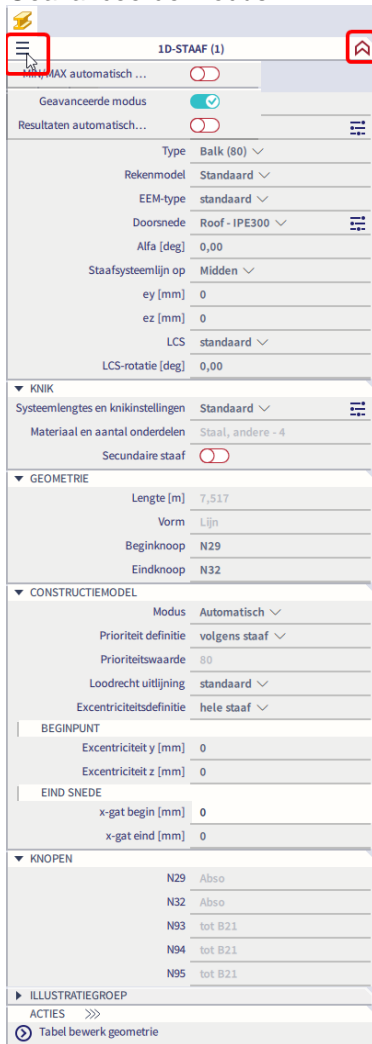 1D-STAAF (1)
MIN/MAX automatisch ...
Geavanceerde modus
Resultaten automatisch...
Type Balk (80)
Rekenmodel Standaard
EEM-type standaard
Doorsnede Roof - IPE300
Alfa [deg] 0,00
Staafsysteemlijn op Midden
ey [mm] 0
ez [mm] 0
LCS standaard
LCS-rotatie [deg] 0,00
KNIK
Systeemlengtes en knikinstellingen Standaard
Materiaal en aantal onderdelen Staal, andere - 4
Secundaire staaf
GEOMETRIE
Lengte [m] 7,517
Vorm Lijn
Beginknoop N29
Eindknoop N32
CONSTRUCTIEMODEL
Modus Automatisch
Prioriteit definitie volgens staaf
Prioriteitswaarde 80
Loodrecht uitlijning standaard
Excentriciteitsdefinitie hele staaf
BEGINPUNT
Excentriciteit y [mm] 0
Excentriciteit z [mm] 0
EIND SNEDE
x-gat begin [mm] 0
x-gat eind [mm] 0
KNOPEN
N29 Abso
N32 Abso
N93 tot B21
N94 tot B21
N95 tot B21
ILLUSTRATIEGROEP
ACTIES >>>
Tabel bewerk geometrie